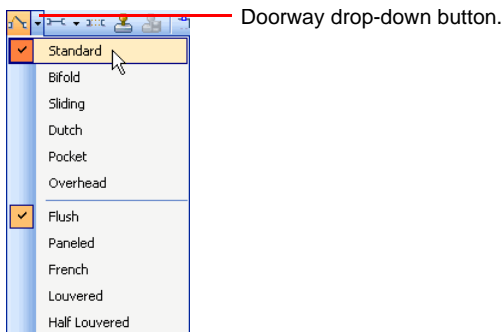 Doorway drop-down button.
Standard
Bifold
Sliding
Dutch
Pocket
Overhead
Flush
Paneled
French
Louvered
Half Louvered